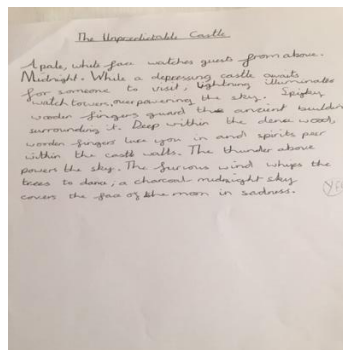 The Unpredictable Castle
A pale, white face watches guests from above.
Midnight. While a depressing castle awaits
for someone to visit, lightning illuminates
watch towers, overpowering the sky. Spikey
wooden fingers guard the ancient building
surrounding it. Deep within the dense wood,
wooden fingers lure you in and spirits peer
within the castle walls. The thunder above
powers the sky. The furious wind whips the
trees to dance; a charcoal midnight sky
covers the face of the moon in sadness.